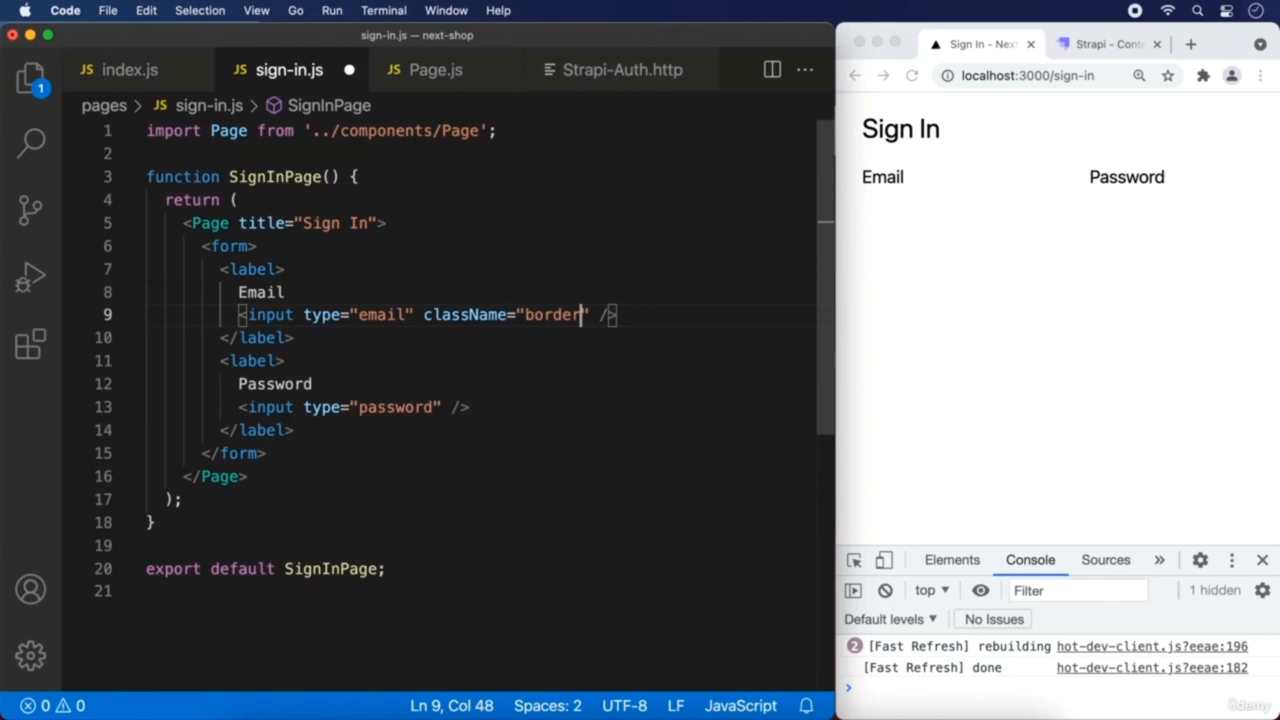 Code File Edit Selection View Go Run Terminal Window Help
sign-in.js — next-shop
JS index.js JS sign-in.js JS Page.js Strapi-Auth.http
pages > JS sign-in.js > SignInPage
1 import Page from '../components/Page';
2
3 function SignInPage() {
4 return (
5 <Page title="Sign In">
6 <form>
7 <label>
8 Email
9 <input type="email" className="border" />
10 </label>
11 <label>
12 Password
13 <input type="password" />
14 </label>
15 </form>
16 </Page>
17 );
18 }
19
20 export default SignInPage;
21
1
0 0 Ln 9, Col 48 Spaces: 2 UTF-8 LF JavaScript
Sign In - Nex Strapi - Cont
localhost:3000/sign-in
Sign In
Email Password
Elements Console Sources »
top Filter 1 hidden
Default levels No Issues
2 [Fast Refresh] rebuilding hot-dev-client.js?eeae:196
[Fast Refresh] done hot-dev-client.js?eeae:182
>
ûdemy